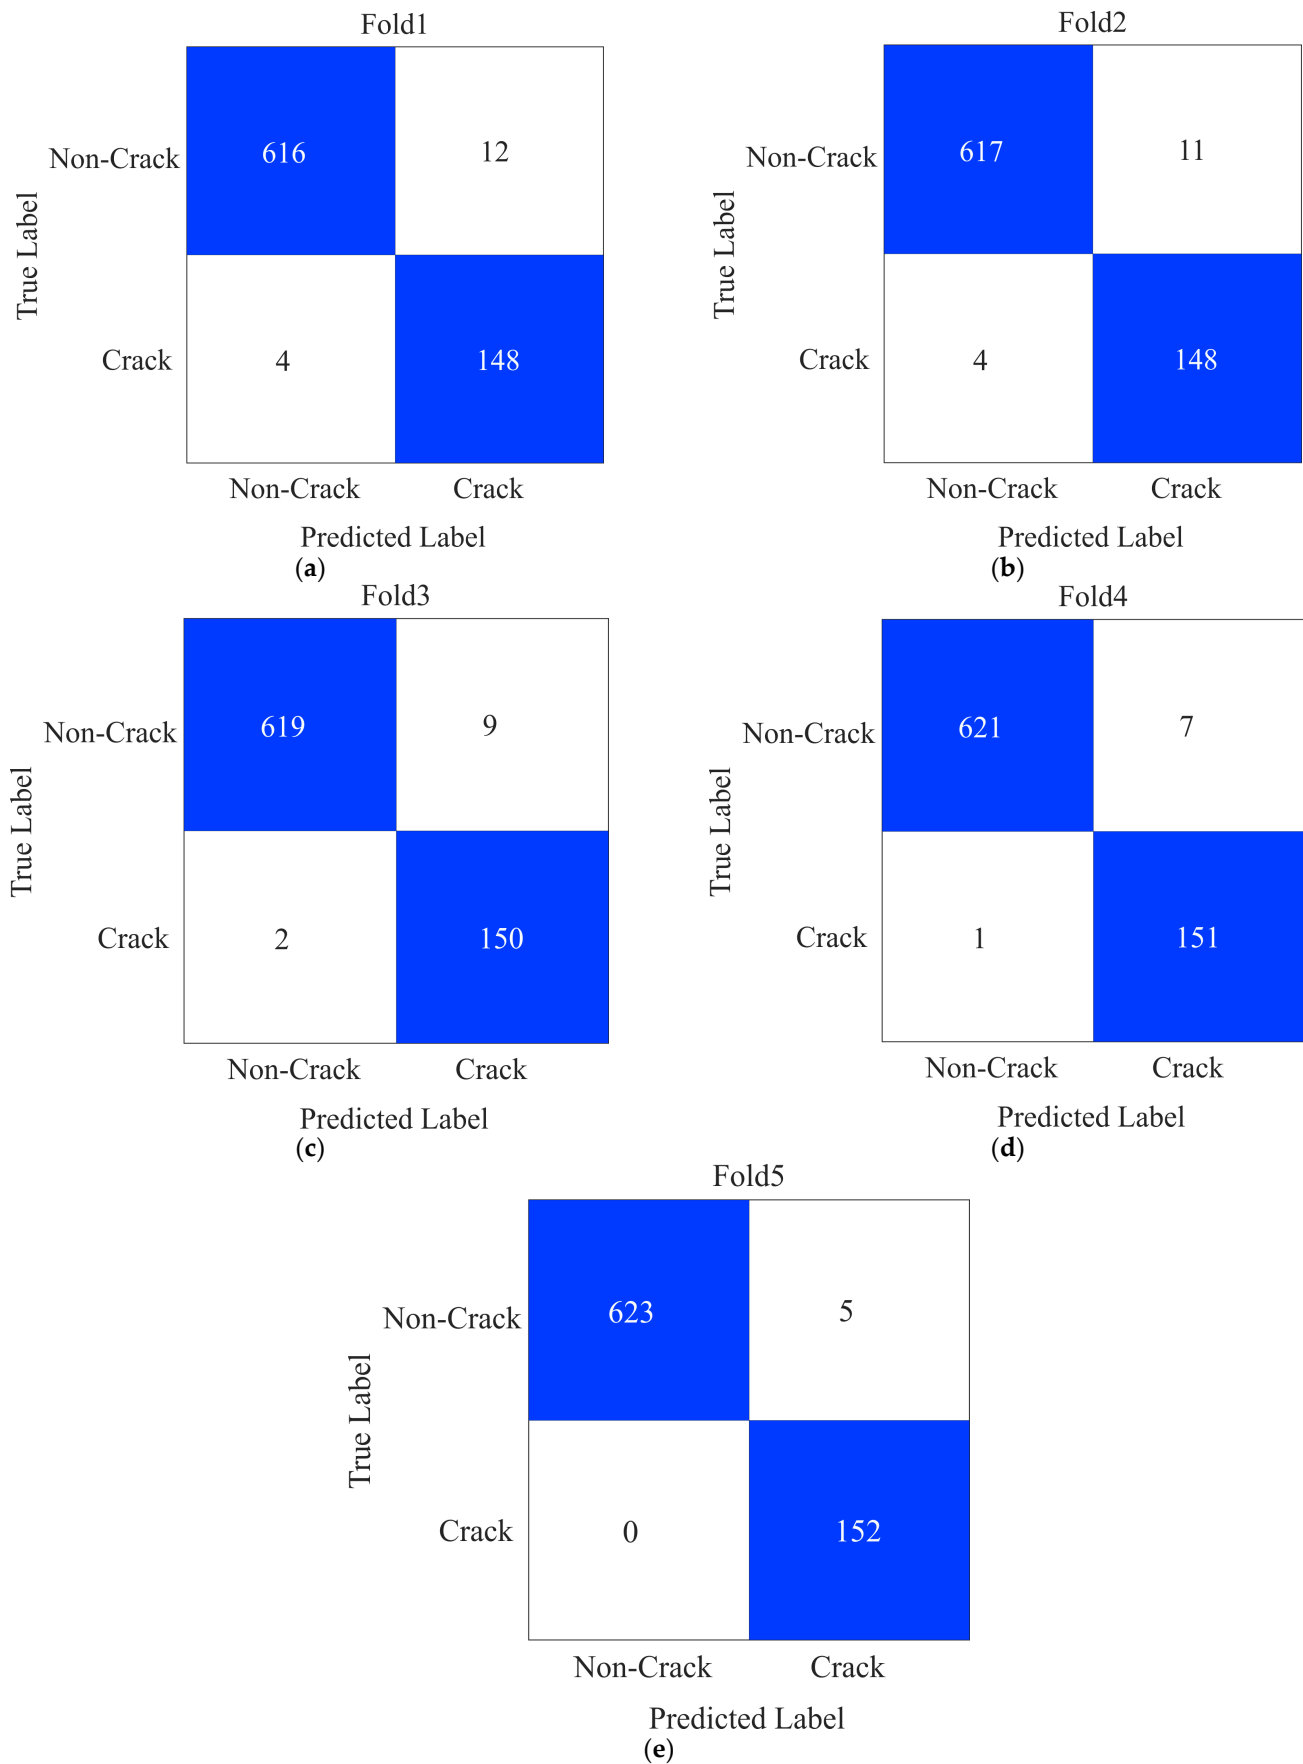 Fold1
Non-Crack 616 12
Crack 4 148
True Label
Non-Crack Crack
Predicted Label
(a)
Fold2
Non-Crack 617 11
Crack 4 148
True Label
Non-Crack Crack
Predicted Label
(b)
Fold3
Non-Crack 619 9
Crack 2 150
True Label
Non-Crack Crack
Predicted Label
(c)
Fold4
Non-Crack 621 7
Crack 1 151
True Label
Non-Crack Crack
Predicted Label
(d)
Fold5
Non-Crack 623 5
Crack 0 152
True Label
Non-Crack Crack
Predicted Label
(e)